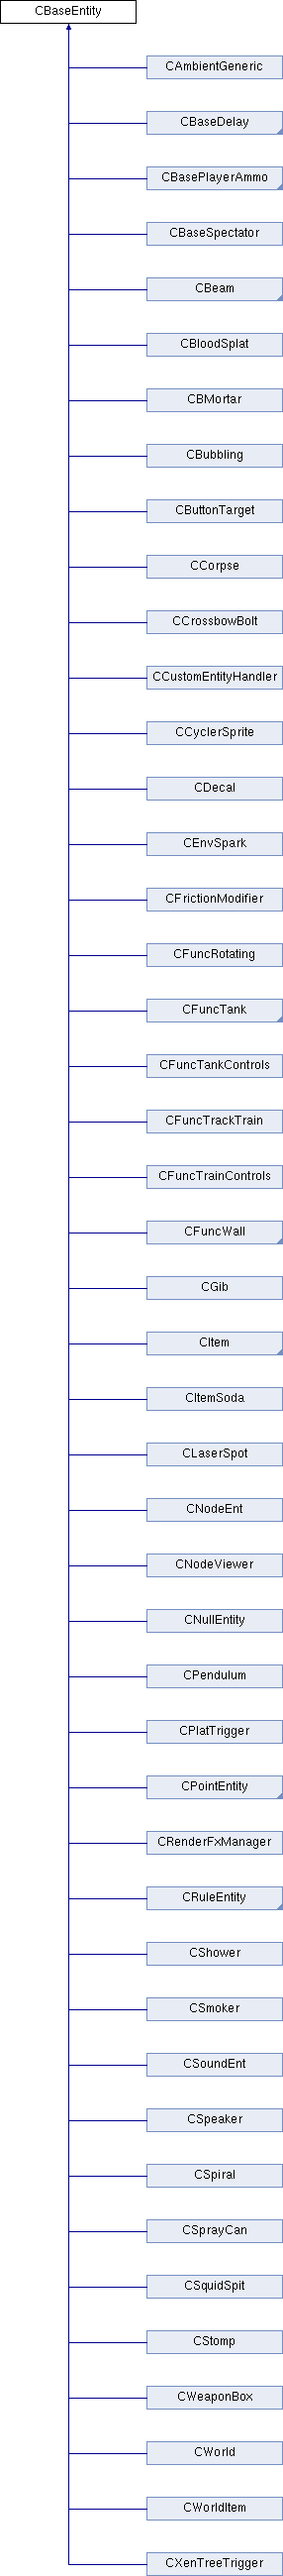 CBaseEntity
CAmbientGeneric
CBaseDelay
CBasePlayerAmmo
CBaseSpectator
CBeam
CBloodSplat
CBMortar
CBubbling
CButtonTarget
CCorpse
CCrossbowBolt
CCustomEntityHandler
CCyclerSprite
CDecal
CEnvSpark
CFrictionModifier
CFuncRotating
CFuncTank
CFuncTankControls
CFuncTrackTrain
CFuncTrainControls
CFuncWall
CGib
CItem
CItemSoda
CLaserSpot
CNodeEnt
CNodeViewer
CNullEntity
CPendulum
CPlatTrigger
CPointEntity
CRenderFxManager
CRuleEntity
CShower
CSmoker
CSoundEnt
CSpeaker
CSpiral
CSprayCan
CSquidSpit
CStomp
CWeaponBox
CWorld
CWorldItem
CXenTreeTrigger